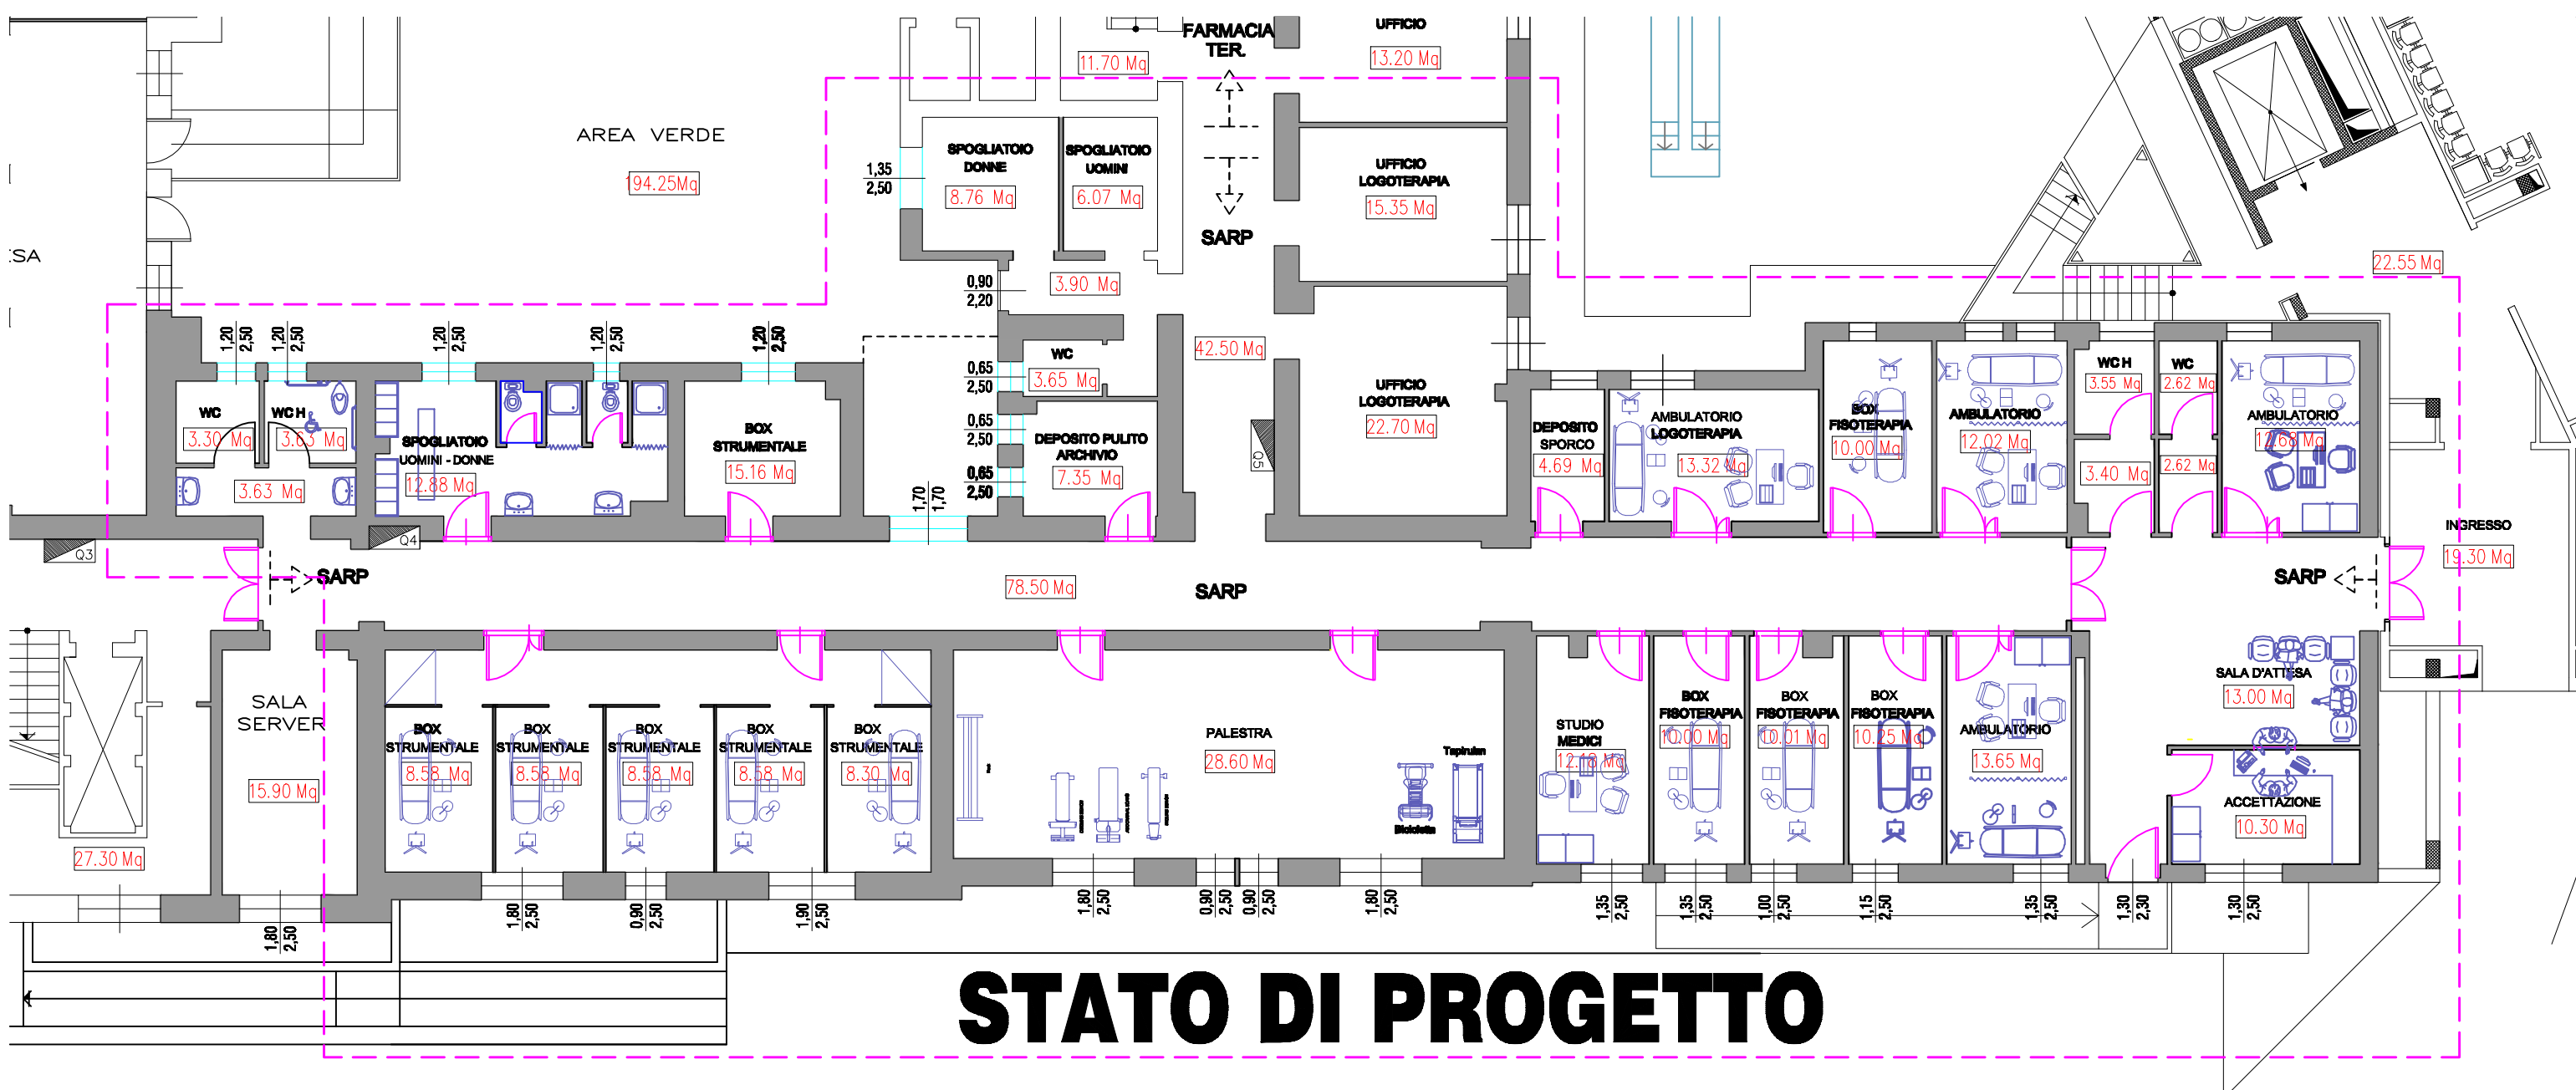 FARMACIA
TER.
UFFICIO
11.70 Mq
13.20 Mq
AREA VERDE
194.25Mq
SPOGLIATOIO
DONNE
8.76 Mq
SPOGLIATOIO
UOMINI
6.07 Mq
1,35
2,50
UFFICIO
LOGOTERAPIA
15.35 Mq
SARP
ESA
22.55 Mq
0,90
2,20
3.90 Mq
1,20
2,50
1,20
2,50
1,20
2,50
1,20
2,50
1,20
2,50
WC
3.65 Mq
0,65
2,50
42.50 Mq
UFFICIO
LOGOTERAPIA
22.70 Mq
0,65
2,50
0,65
2,50
DEPOSITO PULITO
ARCHIVIO
7.35 Mq
1,70
1,70
Q5
WC
3.30 Mq
WC H
3.63 Mq
3.63 Mq
SPOGLIATOIO
UOMINI - DONNE
12.88 Mq
BOX
STRUMENTALE
15.16 Mq
DEPOSITO
SPORCO
4.69 Mq
AMBULATORIO
LOGOTERAPIA
13.32 Mq
BOX
FISOTERAPIA
10.00 Mq
AMBULATORIO
12.02 Mq
WC H
3.55 Mq
3.40 Mq
WC
2.62 Mq
2.62 Mq
AMBULATORIO
12.68 Mq
INGRESSO
19.30 Mq
Q3
Q4
SARP
78.50 Mq
SARP
SARP
SALA
SERVER
15.90 Mq
27.30 Mq
BOX
STRUMENTALE
8.58 Mq
BOX
STRUMENTALE
8.58 Mq
BOX
STRUMENTALE
8.58 Mq
BOX
STRUMENTALE
8.58 Mq
BOX
STRUMENTALE
8.30 Mq
PALESTRA
28.60 Mq
Tapirulan
Bicicletta
STUDIO
MEDICI
12.18 Mq
BOX
FISOTERAPIA
10.00 Mq
BOX
FISOTERAPIA
10.01 Mq
BOX
FISOTERAPIA
10.25 Mq
AMBULATORIO
13.65 Mq
SALA D'ATTESA
13.00 Mq
ACCETTAZIONE
10.30 Mq
1,80
2,50
1,80
2,50
0,90
2,50
1,90
2,50
1,80
2,50
0,90
2,50
0,90
2,50
1,80
2,50
1,35
2,50
1,35
2,50
1,00
2,50
1,15
2,50
1,35
2,50
1,30
2,30
1,30
2,50
STATO DI PROGETTO